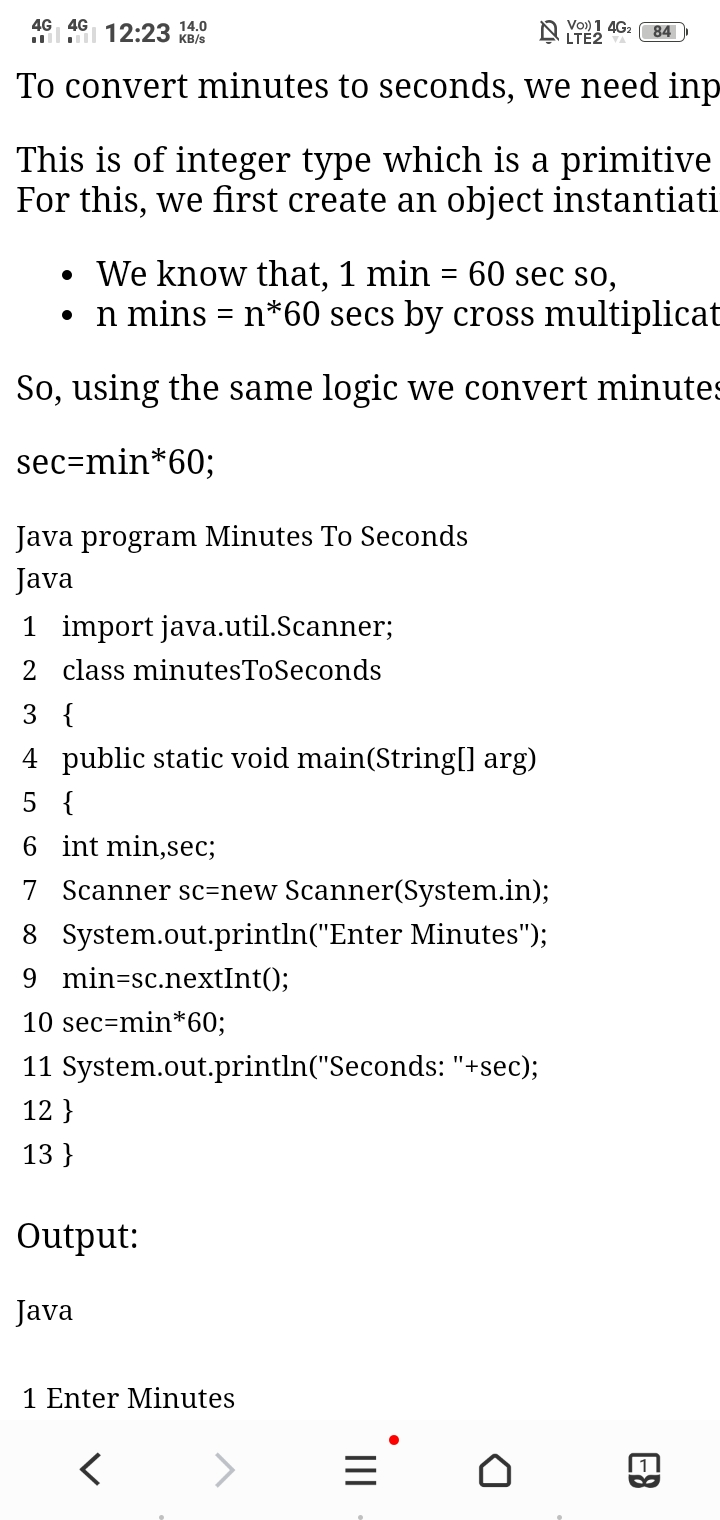 4G 4G 12:23 14.0 KB/s Vo)) 1 LTE2 4G2 84
To convert minutes to seconds, we need inp
This is of integer type which is a primitive
For this, we first create an object instantiati
• We know that, 1 min = 60 sec so,
• n mins = n*60 secs by cross multiplicat
So, using the same logic we convert minutes
sec=min*60;
Java program Minutes To Seconds
Java
1 import java.util.Scanner;
2 class minutesToSeconds
3 {
4 public static void main(String[] arg)
5 {
6 int min,sec;
7 Scanner sc=new Scanner(System.in);
8 System.out.println("Enter Minutes");
9 min=sc.nextInt();
10 sec=min*60;
11 System.out.println("Seconds: "+sec);
12 }
13 }
Output:
Java
1 Enter Minutes
1